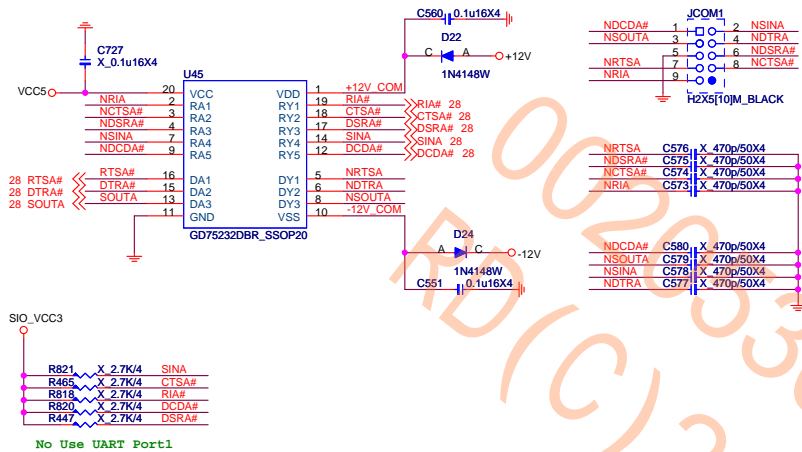 C560 0.1u16X4
D22
C A +12V
1N4148W
C727
X_0.1u16X4
VCC5
U45
20 VCC VDD 1 +12V_COM
NRIA 2 RA1 RY1 19 RIA# RIA# 28
NCTSA# 3 RA2 RY2 18 CTSA# CTSA# 28
NDSRA# 4 RA3 RY3 17 DSRA# DSRA# 28
NSINA 7 RA4 RY4 14 SINA SINA 28
NDCDA# 9 RA5 RY5 12 DCDA# DCDA# 28
28 RTSA# RTSA# 16 DA1 DY1 5 NRTSA
28 DTRA# DTRA# 15 DA2 DY2 6 NDTRA
28 SOUTA SOUTA 13 DA3 DY3 8 NSOUTA
11 GND VSS 10 -12V_COM
GD75232DBR_SSOP20
D24
A C -12V
1N4148W
C551 0.1u16X4
JCOM1
NDCDA# 1 2 NSINA
NSOUTA 3 4 NDTRA
5 6 NDSRA#
NRTSA 7 8 NCTSA#
NRIA 9
H2X5[10]M_BLACK
NRTSA C576 X_470p/50X4
NDSRA# C575 X_470p/50X4
NCTSA# C574 X_470p/50X4
NRIA C573 X_470p/50X4
NDCDA# C580 X_470p/50X4
NSOUTA C579 X_470p/50X4
NSINA C578 X_470p/50X4
NDTRA C577 X_470p/50X4
SIO_VCC3
R821 X_2.7K/4 SINA
R465 X_2.7K/4 CTSA#
R818 X_2.7K/4 RIA#
R820 X_2.7K/4 DCDA#
R447 X_2.7K/4 DSRA#
No Use UART Port1